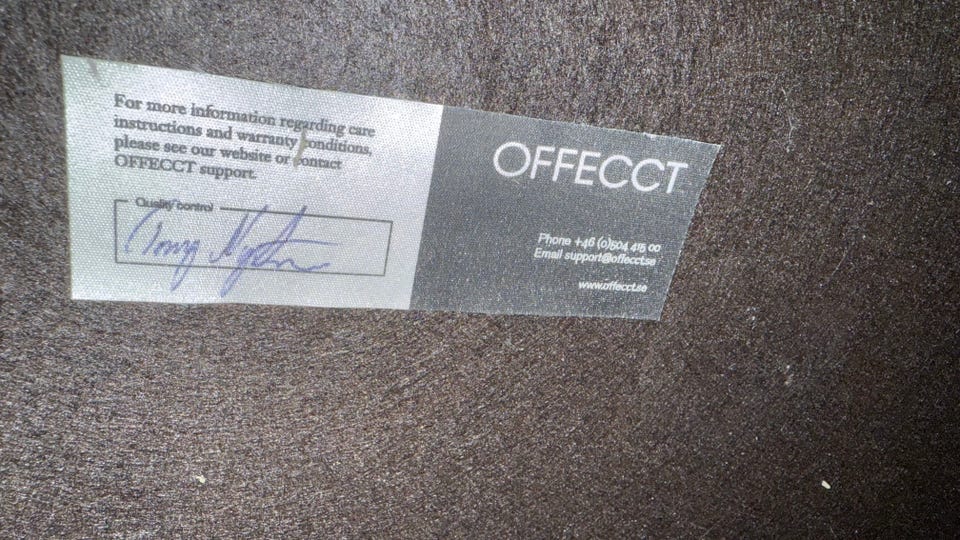 For more information regarding care
instructions and warranty conditions,
please see our website or contact
OFFECCT support.
Quality control
OFFECCT
Phone +46 (0)504 415 00
Email support@offecct.se
www.offecct.se